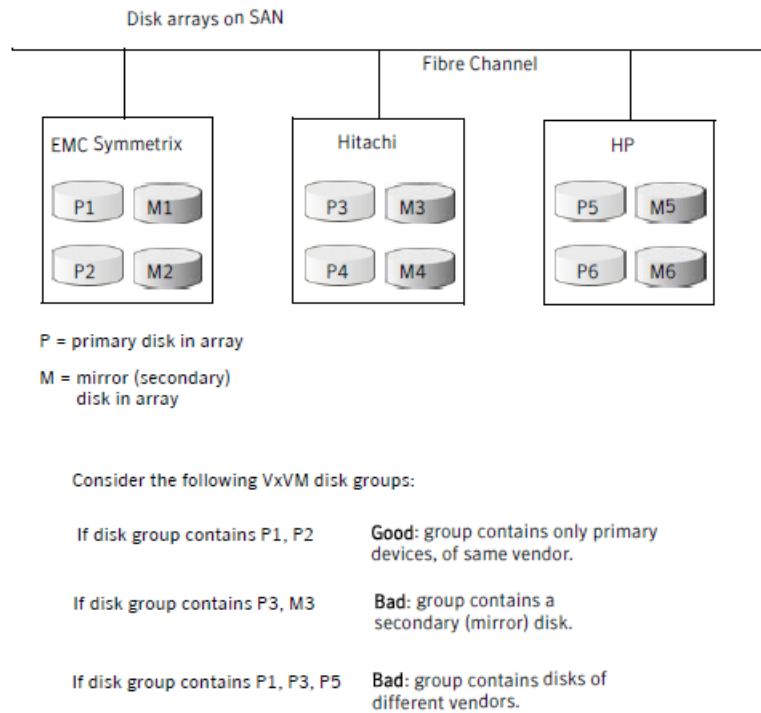 Disk arrays on SAN
Fibre Channel
EMC Symmetrix
P1 M1
P2 M2
Hitachi
P3 M3
P4 M4
HP
P5 M5
P6 M6
P = primary disk in array
M = mirror (secondary)
disk in array
Consider the following VxVM disk groups:
If disk group contains P1, P2
Good: group contains only primary
devices, of same vendor.
If disk group contains P3, M3
Bad: group contains a
secondary (mirror) disk.
If disk group contains P1, P3, P5
Bad: group contains disks of
different vendors.